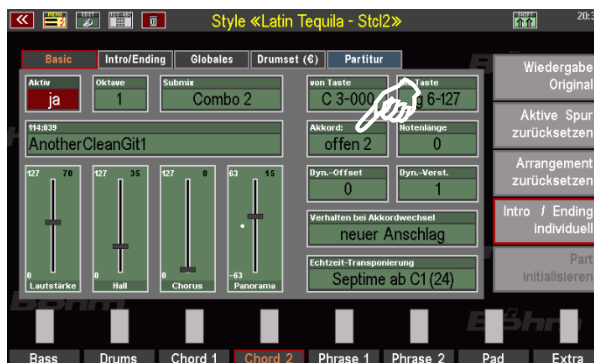 Style «Latin Tequila - Stcl2»
Basic Intro/Ending Globales Drumset (€) Partitur
Aktiv
ja
Oktave
1
Submix
Combo 2
von Taste
C 3-000
Taste
g 6-127
114:039
AnotherCleanGit1
Akkord:
offen 2
Notenlänge
0
127 70
0
Lautstärke
127 35
0
Hall
127 0
0
Chorus
63 15
-63
Panorama
Dyn.-Offset
0
Dyn.-Verst.
1
Verhalten bei Akkordwechsel
neuer Anschlag
Echtzeit-Transponierung
Septime ab C1 (24)
Wiedergabe
Original
Aktive Spur
zurücksetzen
Arrangement
zurücksetzen
Intro / Ending
individuell
Part
initialisieren
Böhm
Böhm
Bass Drums Chord 1 Chord 2 Phrase 1 Phrase 2 Pad Extra